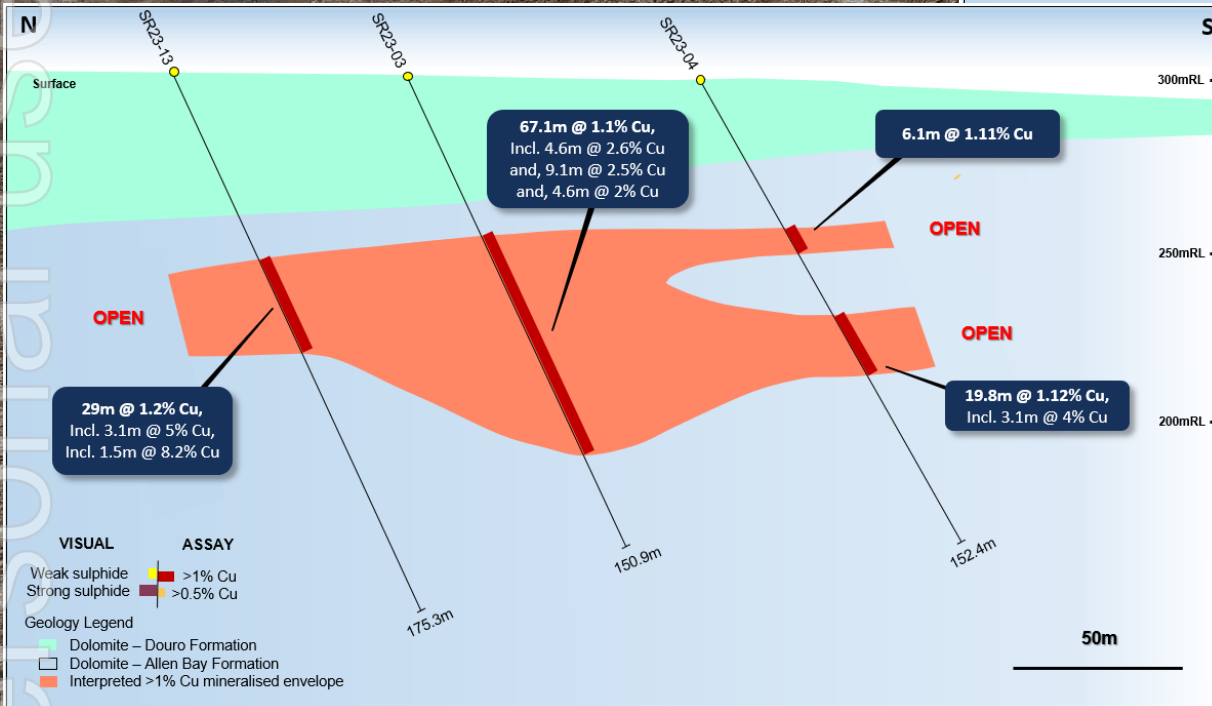 N
S
SR23-13
SR23-03
SR23-04
Surface
300mRL
67.1m @ 1.1% Cu,
Incl. 4.6m @ 2.6% Cu
and, 9.1m @ 2.5% Cu
and, 4.6m @ 2% Cu
6.1m @ 1.11% Cu
OPEN
250mRL
OPEN
OPEN
29m @ 1.2% Cu,
Incl. 3.1m @ 5% Cu,
Incl. 1.5m @ 8.2% Cu
19.8m @ 1.12% Cu,
Incl. 3.1m @ 4% Cu
200mRL
150.9m
152.4m
175.3m
VISUAL ASSAY
Weak sulphide >1% Cu
Strong sulphide >0.5% Cu
Geology Legend
Dolomite – Douro Formation
Dolomite – Allen Bay Formation
Interpreted >1% Cu mineralised envelope
50m
ersonal use